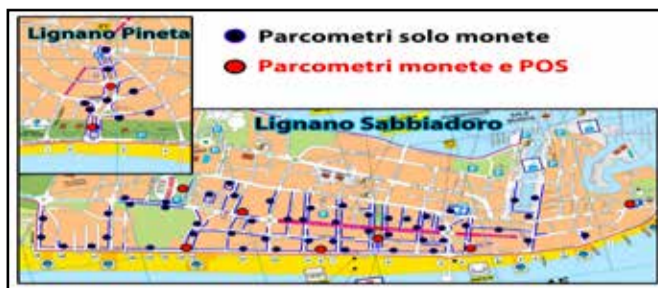 Lignano Pineta
Parcometri solo monete
Parcometri monete e POS
Lignano Sabbiadoro